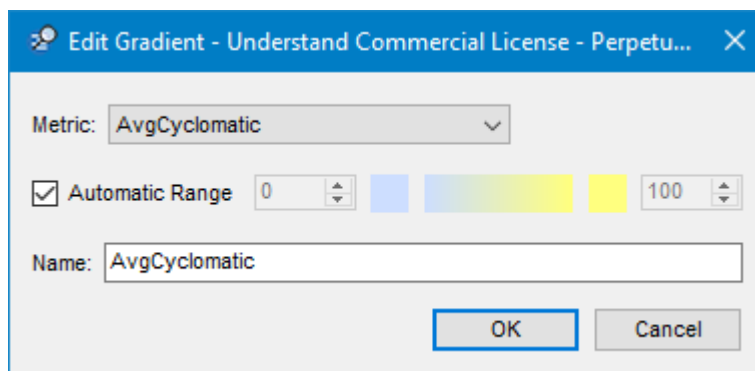 Edit Gradient - Understand Commercial License - Perpetu...
Metric: AvgCyclomatic
Automatic Range 0 100
Name: AvgCyclomatic
OK Cancel